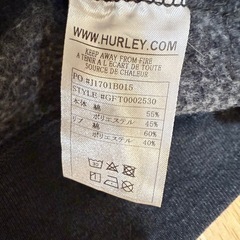 WWW.HURLEY.COM
KEEP AWAY FROM FIRE
A TENIR A L'ECART DE TOUTE
SOURCE DE CHALEUR
PO #J1701B015
STYLE #GFT0002530
本体 綿 55%
ポリエステル 45%
リブ 綿 60%
ポリエステル 40%